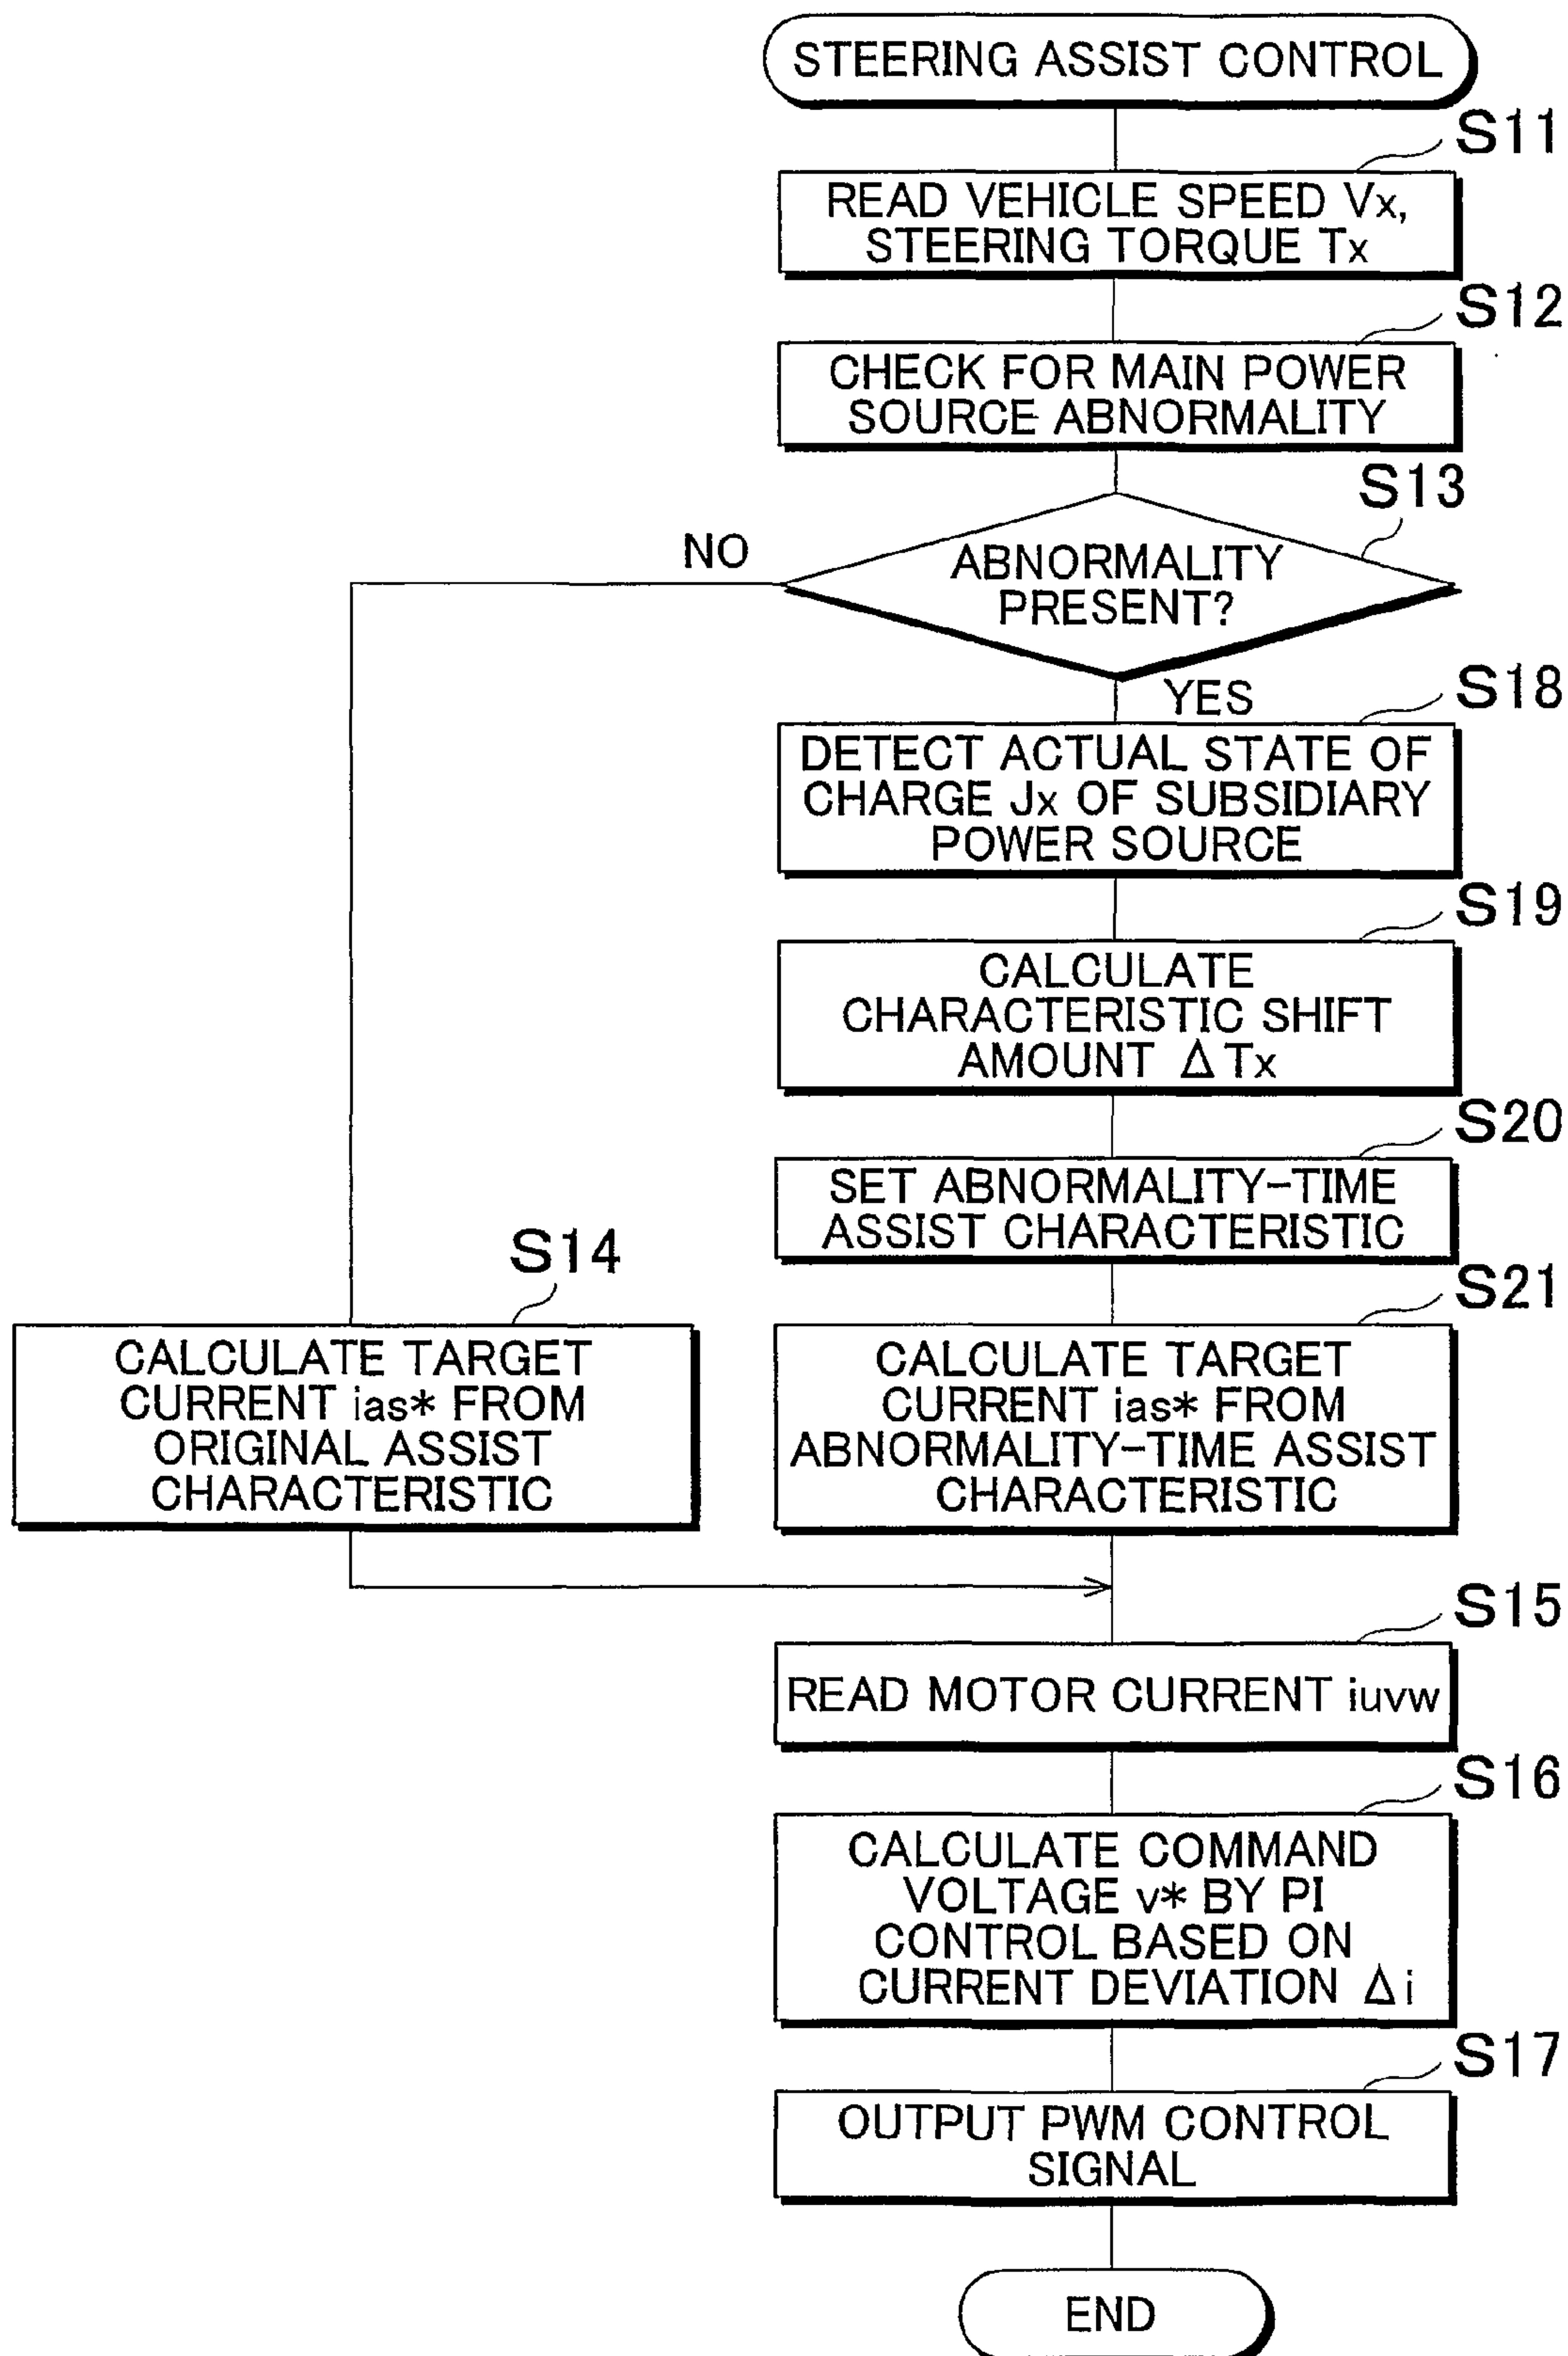 STEERING ASSIST CONTROL
S11
READ VEHICLE SPEED Vx,
STEERING TORQUE Tx
S12
CHECK FOR MAIN POWER
SOURCE ABNORMALITY
S13
NO
ABNORMALITY
PRESENT?
YES
S18
DETECT ACTUAL STATE OF
CHARGE Jx OF SUBSIDIARY
POWER SOURCE
S19
CALCULATE
CHARACTERISTIC SHIFT
AMOUNT ΔTx
S20
SET ABNORMALITY-TIME
ASSIST CHARACTERISTIC
S14
CALCULATE TARGET
CURRENT ias* FROM
ORIGINAL ASSIST
CHARACTERISTIC
S21
CALCULATE TARGET
CURRENT ias* FROM
ABNORMALITY-TIME ASSIST
CHARACTERISTIC
S15
READ MOTOR CURRENT iuvw
S16
CALCULATE COMMAND
VOLTAGE v* BY PI
CONTROL BASED ON
CURRENT DEVIATION Δi
S17
OUTPUT PWM CONTROL
SIGNAL
END